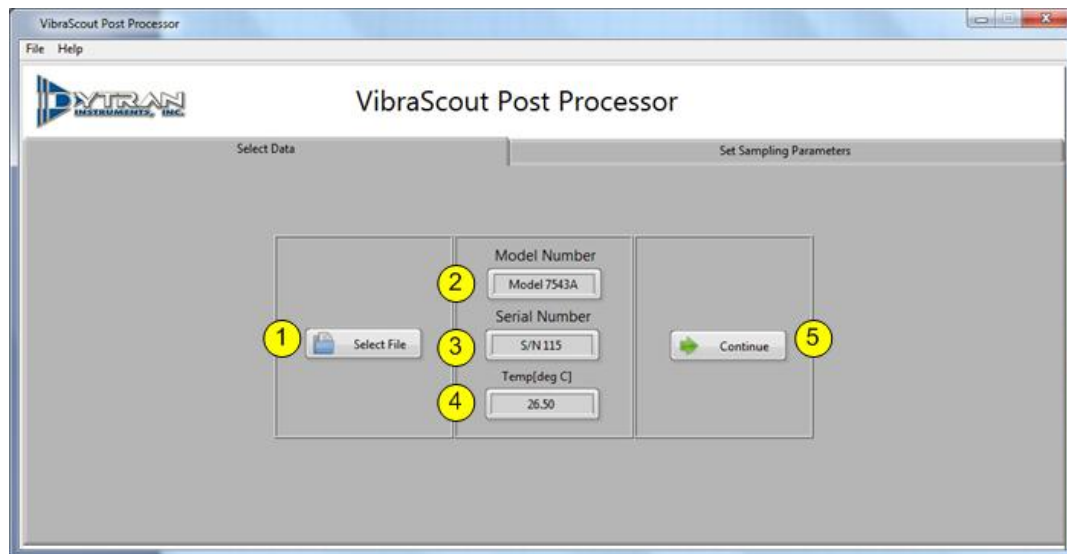 VibraScout Post Processor
File Help
DYTRAN
INSTRUMENTS, INC.
VibraScout Post Processor
Select Data
Set Sampling Parameters
Model Number
2
Model 7543A
Serial Number
1
Select File
3
S/N 115
Continue
5
Temp[deg C]
4
26.50